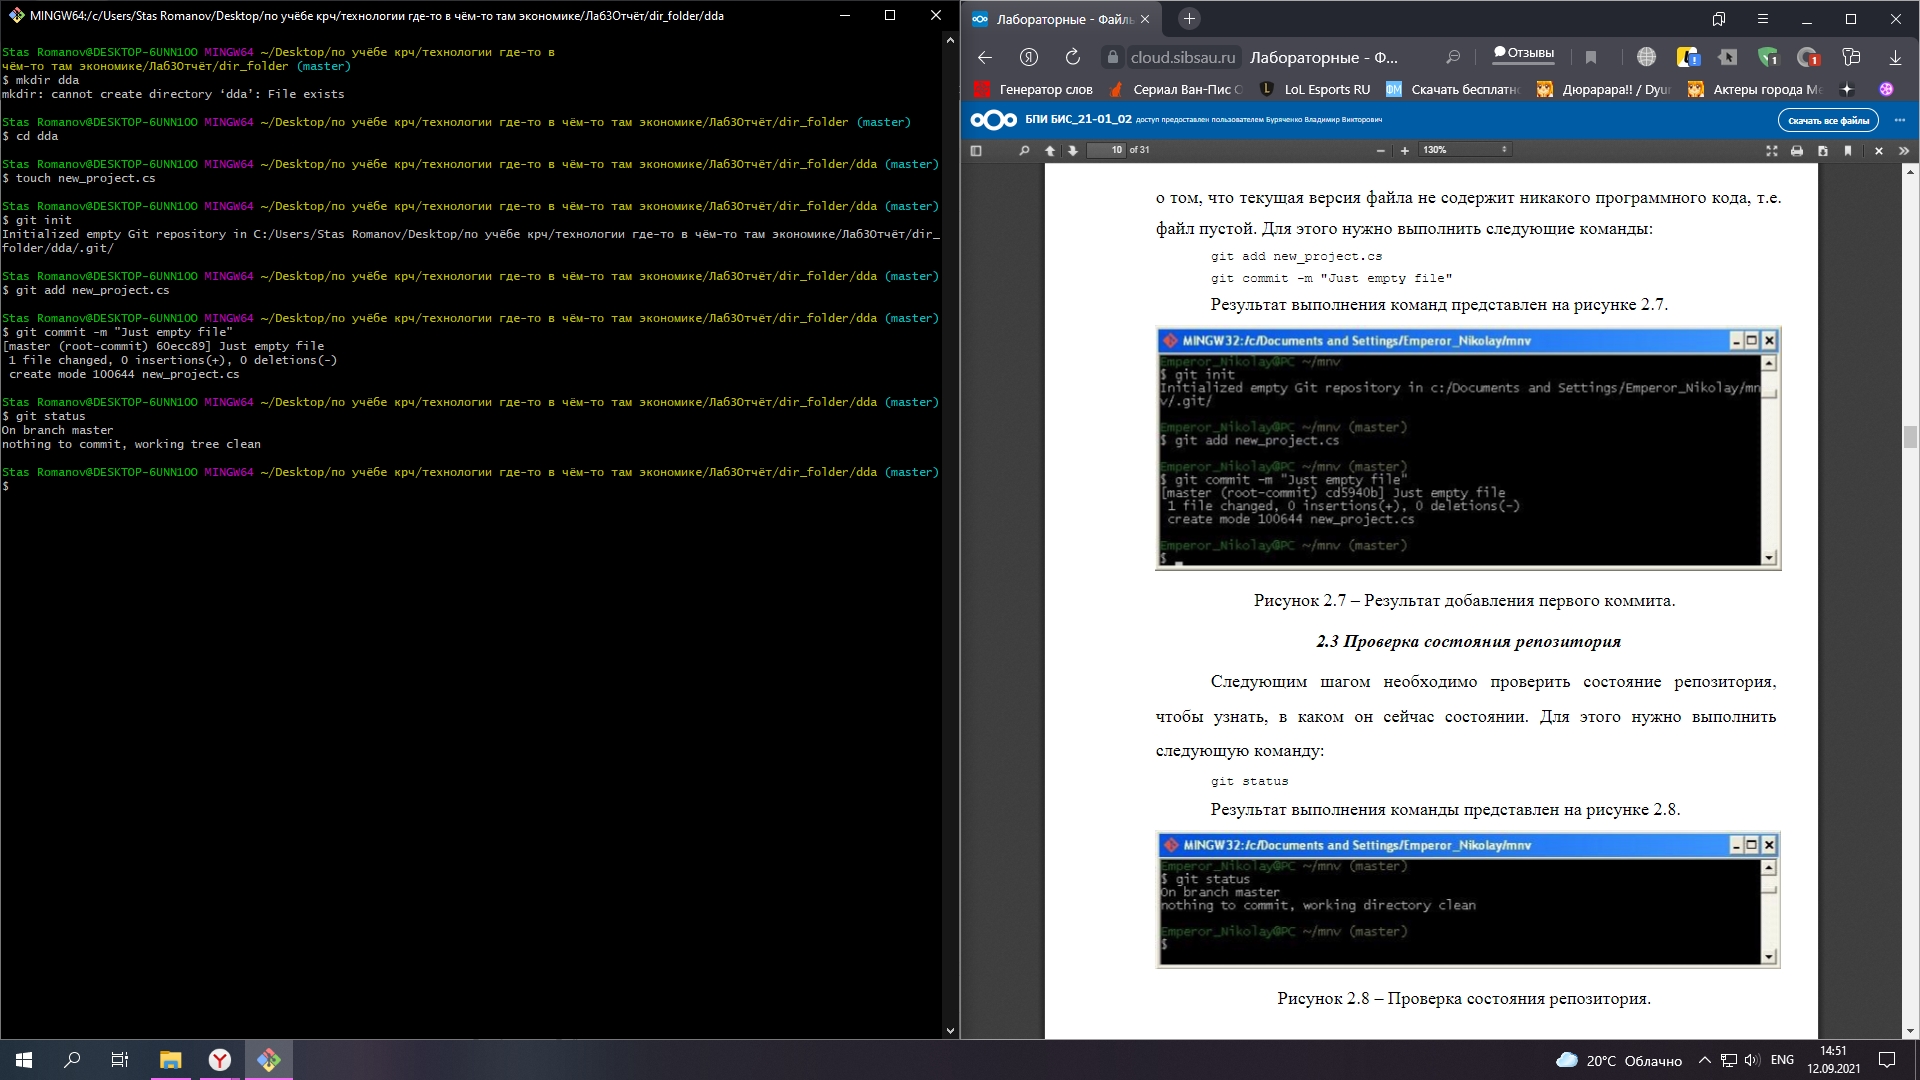 MINGW64:/c/Users/Stas Romanov/Desktop/по учёбе крч/технологии где-то в чём-то там экономике/Лаб3Отчёт/dir_folder/dda
Stas Romanov@DESKTOP-6UNN1OO MINGW64 ~/Desktop/по учёбе крч/технологии где-то в
чём-то там экономике/Лаб3Отчёт/dir_folder (master)
$ mkdir dda
mkdir: cannot create directory ‘dda’: File exists
Stas Romanov@DESKTOP-6UNN1OO MINGW64 ~/Desktop/по учёбе крч/технологии где-то в чём-то там экономике/Лаб3Отчёт/dir_folder (master)
$ cd dda
Stas Romanov@DESKTOP-6UNN1OO MINGW64 ~/Desktop/по учёбе крч/технологии где-то в чём-то там экономике/Лаб3Отчёт/dir_folder/dda (master)
$ touch new_project.cs
Stas Romanov@DESKTOP-6UNN1OO MINGW64 ~/Desktop/по учёбе крч/технологии где-то в чём-то там экономике/Лаб3Отчёт/dir_folder/dda (master)
$ git init
Initialized empty Git repository in C:/Users/Stas Romanov/Desktop/по учёбе крч/технологии где-то в чём-то там экономике/Лаб3Отчёт/dir_
folder/dda/.git/
Stas Romanov@DESKTOP-6UNN1OO MINGW64 ~/Desktop/по учёбе крч/технологии где-то в чём-то там экономике/Лаб3Отчёт/dir_folder/dda (master)
$ git add new_project.cs
Stas Romanov@DESKTOP-6UNN1OO MINGW64 ~/Desktop/по учёбе крч/технологии где-то в чём-то там экономике/Лаб3Отчёт/dir_folder/dda (master)
$ git commit -m "Just empty file"
[master (root-commit) 60ecc89] Just empty file
1 file changed, 0 insertions(+), 0 deletions(-)
create mode 100644 new_project.cs
Stas Romanov@DESKTOP-6UNN1OO MINGW64 ~/Desktop/по учёбе крч/технологии где-то в чём-то там экономике/Лаб3Отчёт/dir_folder/dda (master)
$ git status
On branch master
nothing to commit, working tree clean
Stas Romanov@DESKTOP-6UNN1OO MINGW64 ~/Desktop/по учёбе крч/технологии где-то в чём-то там экономике/Лаб3Отчёт/dir_folder/dda (master)
$
Лабораторные - Файль
cloud.sibsau.ru Лабораторные - Ф... Отзывы
Генератор слов Сериал Ван-Пис LoL Esports RU ФМ Скачать бесплатн Дюрарара!! / Dyur Актеры города Ме
БПИ БИС_21-01_02 доступ предоставлен пользователем Буряченко Владимир Викторович Скачать все файлы
10 of 31 130%
о том, что текущая версия файла не содержит никакого программного кода, т.е.
файл пустой. Для этого нужно выполнить следующие команды:
git add new_project.cs
git commit -m "Just empty file"
Результат выполнения команд представлен на рисунке 2.7.
MINGW32:/c/Documents and Settings/Emperor_Nikolay/mnv
Emperor_Nikolay@PC ~/mnv
$ git init
Initialized empty Git repository in c:/Documents and Settings/Emperor_Nikolay/mn
v/.git/
Emperor_Nikolay@PC ~/mnv (master)
$ git add new_project.cs
Emperor_Nikolay@PC ~/mnv (master)
$ git commit -m "Just empty file"
[master (root-commit) cd5940b] Just empty file
1 file changed, 0 insertions(+), 0 deletions(-)
create mode 100644 new_project.cs
Emperor_Nikolay@PC ~/mnv (master)
$
Рисунок 2.7 – Результат добавления первого коммита.
2.3 Проверка состояния репозитория
Следующим шагом необходимо проверить состояние репозитория,
чтобы узнать, в каком он сейчас состоянии. Для этого нужно выполнить
следующую команду:
git status
Результат выполнения команды представлен на рисунке 2.8.
MINGW32:/c/Documents and Settings/Emperor_Nikolay/mnv
Emperor_Nikolay@PC ~/mnv (master)
$ git status
On branch master
nothing to commit, working directory clean
Emperor_Nikolay@PC ~/mnv (master)
$
Рисунок 2.8 – Проверка состояния репозитория.
20°C Облачно ENG
14:51
12.09.2021